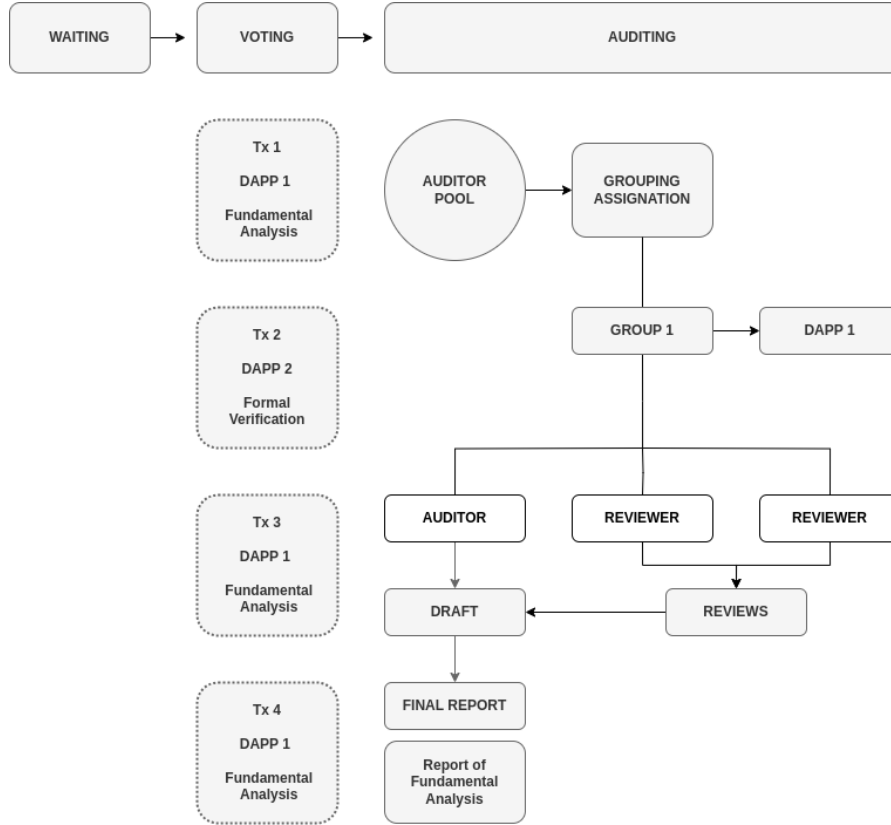 WAITING
VOTING
AUDITING
Tx 1
DAPP 1
Fundamental
Analysis
AUDITOR
POOL
GROUPING
ASSIGNATION
Tx 2
DAPP 2
Formal
Verification
GROUP 1
DAPP 1
Tx 3
DAPP 1
Fundamental
Analysis
AUDITOR
REVIEWER
REVIEWER
DRAFT
REVIEWS
Tx 4
DAPP 1
Fundamental
Analysis
FINAL REPORT
Report of
Fundamental
Analysis